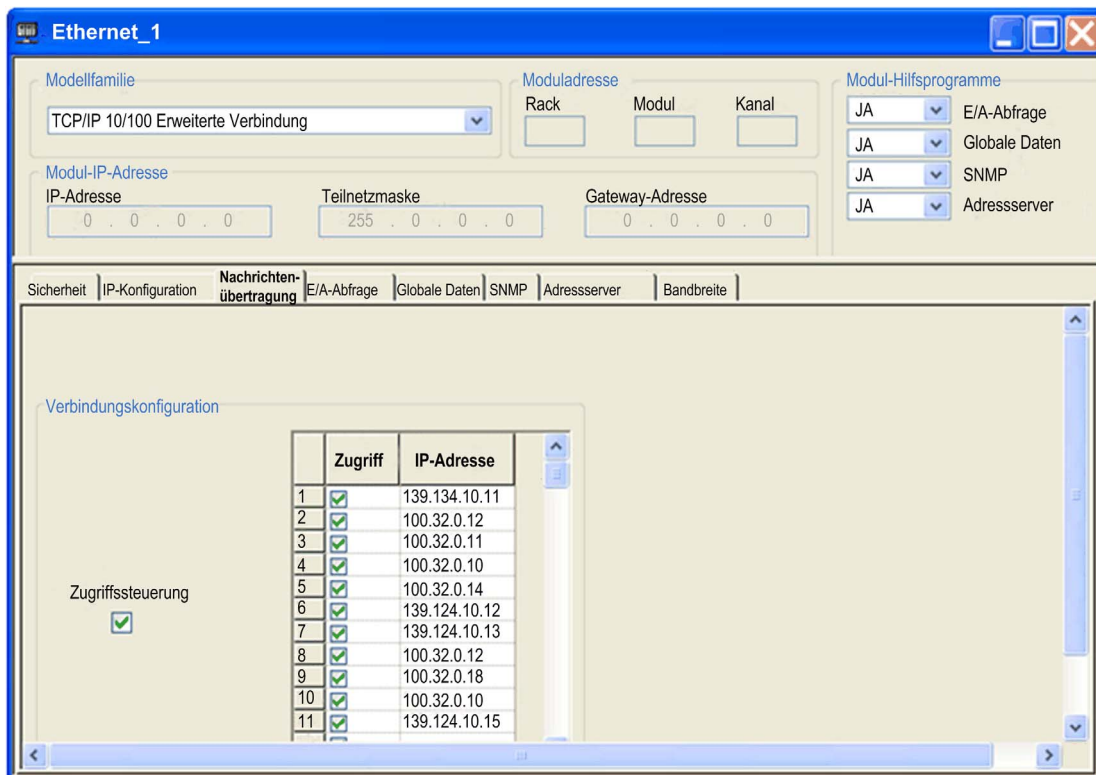 Ethernet_1
Modellfamilie
TCP/IP 10/100 Erweiterte Verbindung
Moduladresse
Rack Modul Kanal
Modul-Hilfsprogramme
JA E/A-Abfrage
JA Globale Daten
JA SNMP
JA Adressserver
Modul-IP-Adresse
IP-Adresse Teilnetzmaske Gateway-Adresse
0 . 0 . 0 . 0 255 . 0 . 0 . 0 0 . 0 . 0 . 0
Sicherheit IP-Konfiguration Nachrichten-
übertragung E/A-Abfrage Globale Daten SNMP Adressserver Bandbreite
Verbindungskonfiguration
Zugriff IP-Adresse
1 139.134.10.11
2 100.32.0.12
3 100.32.0.11
4 100.32.0.10
5 100.32.0.14
6 139.124.10.12
7 139.124.10.13
8 100.32.0.12
9 100.32.0.18
10 100.32.0.10
11 139.124.10.15
Zugriffssteuerung